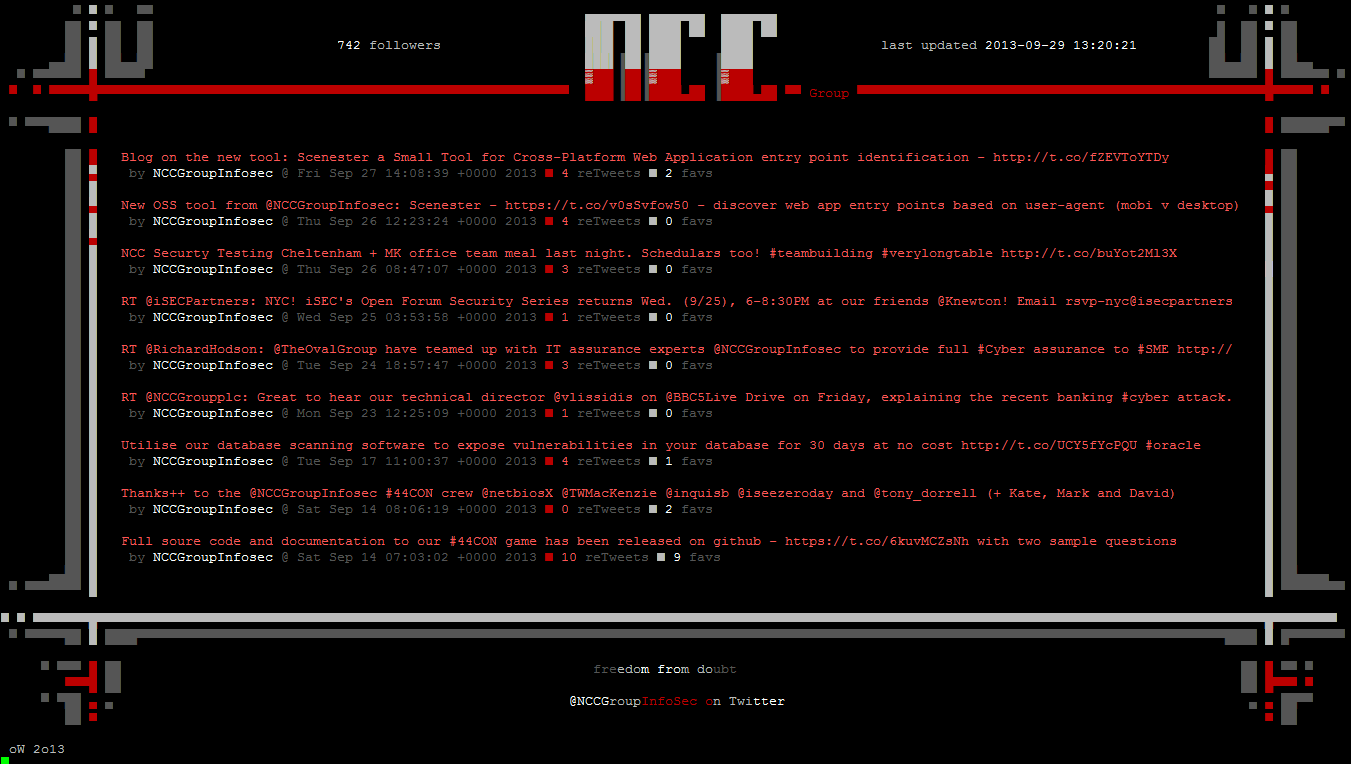 742 followers
NCC
last updated 2013-09-29 13:20:21
Group
Blog on the new tool: Scenester a Small Tool for Cross-Platform Web Application entry point identification - http://t.co/fZEVToYTDy
by NCCGroupInfosec @ Fri Sep 27 14:08:39 +0000 2013 ■ 4 reTweets ■ 2 favs
New OSS tool from @NCCGroupInfosec: Scenester - https://t.co/v0sSvfow50 - discover web app entry points based on user-agent (mobi v desktop)
by NCCGroupInfosec @ Thu Sep 26 12:23:24 +0000 2013 ■ 4 reTweets ■ 0 favs
NCC Securty Testing Cheltenham + MK office team meal last night. Schedulars too! #teambuilding #verylongtable http://t.co/buYot2Ml3X
by NCCGroupInfosec @ Thu Sep 26 08:47:07 +0000 2013 ■ 3 reTweets ■ 0 favs
RT @iSECPartners: NYC! iSEC's Open Forum Security Series returns Wed. (9/25), 6-8:30PM at our friends @Knewton! Email rsvp-nyc@isecpartners
by NCCGroupInfosec @ Wed Sep 25 03:53:58 +0000 2013 ■ 1 reTweets ■ 0 favs
RT @RichardHodson: @TheOvalGroup have teamed up with IT assurance experts @NCCGroupInfosec to provide full #Cyber assurance to #SME http://
by NCCGroupInfosec @ Tue Sep 24 18:57:47 +0000 2013 ■ 3 reTweets ■ 0 favs
RT @NCCGroupplc: Great to hear our technical director @vlissidis on @BBC5Live Drive on Friday, explaining the recent banking #cyber attack.
by NCCGroupInfosec @ Mon Sep 23 12:25:09 +0000 2013 ■ 1 reTweets ■ 0 favs
Utilise our database scanning software to expose vulnerabilities in your database for 30 days at no cost http://t.co/UCY5fYcPQU #oracle
by NCCGroupInfosec @ Tue Sep 17 11:00:37 +0000 2013 ■ 4 reTweets ■ 1 favs
Thanks++ to the @NCCGroupInfosec #44CON crew @netbiosX @TWMacKenzie @inquisb @iseezeroday and @tony_dorrell (+ Kate, Mark and David)
by NCCGroupInfosec @ Sat Sep 14 08:06:19 +0000 2013 ■ 0 reTweets ■ 2 favs
Full soure code and documentation to our #44CON game has been released on github - https://t.co/6kuvMCZsNh with two sample questions
by NCCGroupInfosec @ Sat Sep 14 07:03:02 +0000 2013 ■ 10 reTweets ■ 9 favs
freedom from doubt
@NCCGroupInfoSec on Twitter
oW 2o13